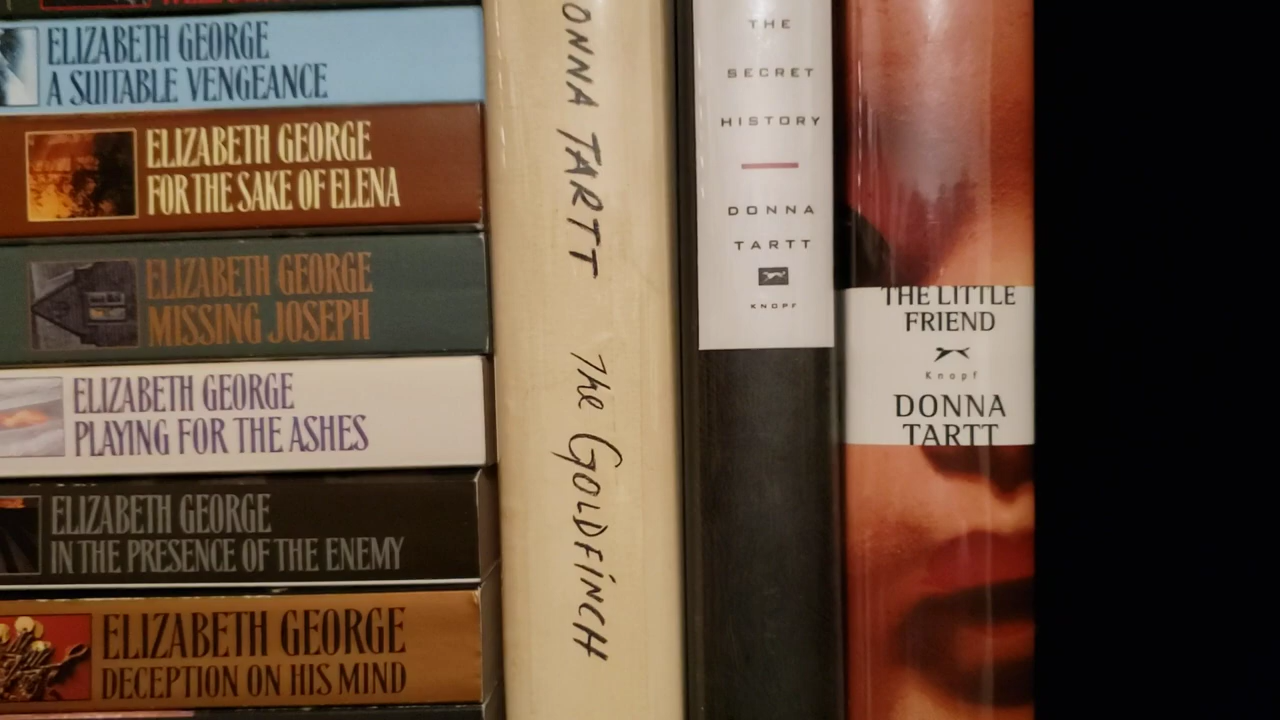 ELIZABETH GEORGE
A SUITABLE VENGEANCE
ELIZABETH GEORGE
FOR THE SAKE OF ELENA
ELIZABETH GEORGE
MISSING JOSEPH
ELIZABETH GEORGE
PLAYING FOR THE ASHES
ELIZABETH GEORGE
IN THE PRESENCE OF THE ENEMY
ELIZABETH GEORGE
DECEPTION ON HIS MIND
ONNA TARTT The GOLDFiNCH
THE
SECRET
HISTORY
DONNA
TARTT
KNOPF
THE LITTLE
FRIEND
Knopf
DONNA
TARTT